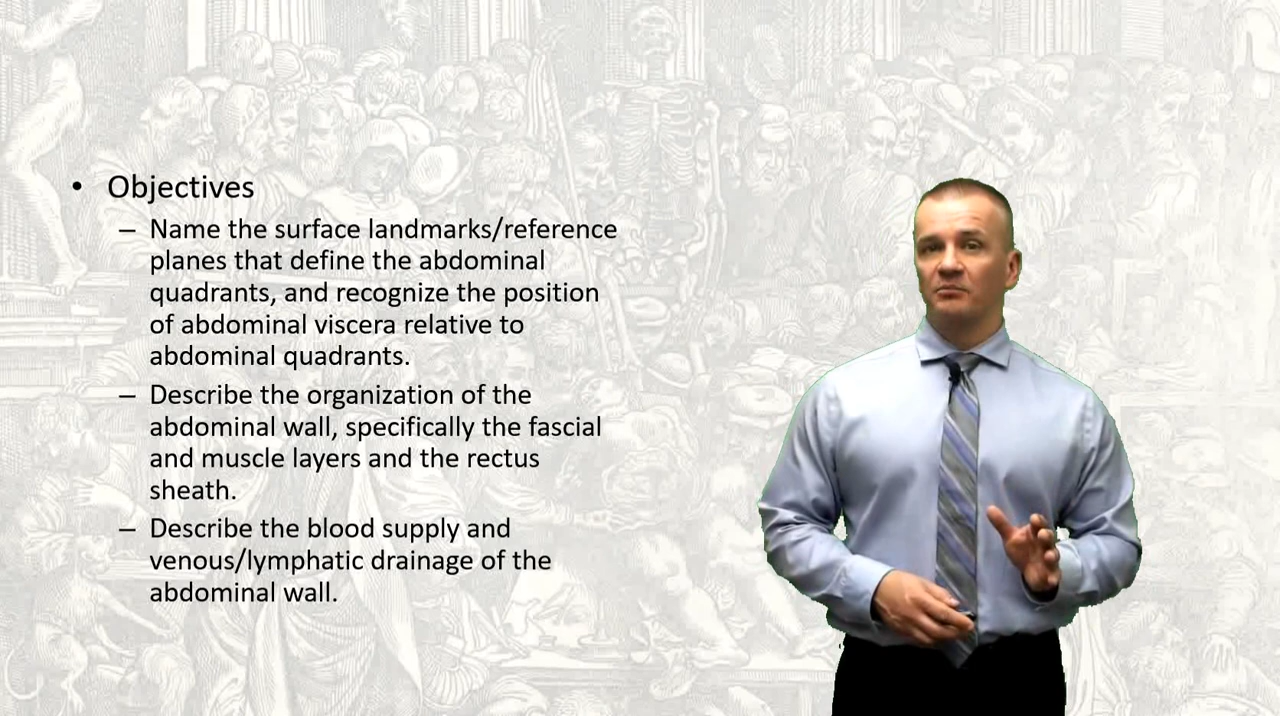 • Objectives
– Name the surface landmarks/reference
planes that define the abdominal
quadrants, and recognize the position
of abdominal viscera relative to
abdominal quadrants.
– Describe the organization of the
abdominal wall, specifically the fascial
and muscle layers and the rectus
sheath.
– Describe the blood supply and
venous/lymphatic drainage of the
abdominal wall.